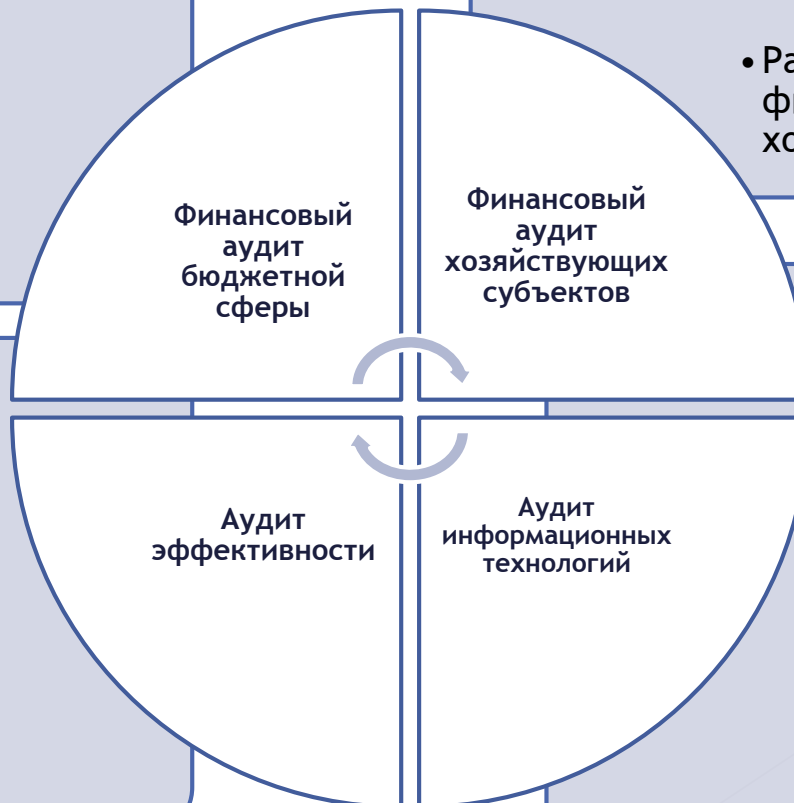 Финансовый
аудит
бюджетной
сферы
Финансовый
аудит
хозяйствующих
субъектов
Аудит
эффективности
Аудит
информационных
технологий